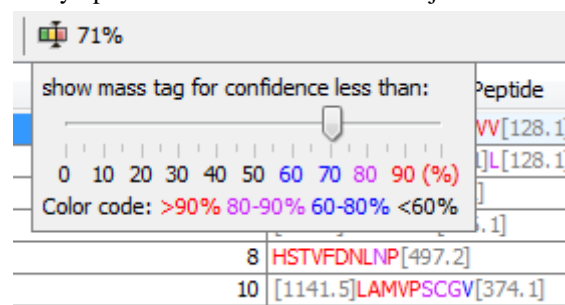 71%
show mass tag for confidence less than:
Peptide
VV[128.1]
]L[128.1
]
0 10 20 30 40 50 60 70 80 90 (%)
Color code: >90% 80-90% 60-80% <60%
.1]
8 HSTVFDNLNP[497.2]
10 [1141.5]LAMVPSCGV[374.1]